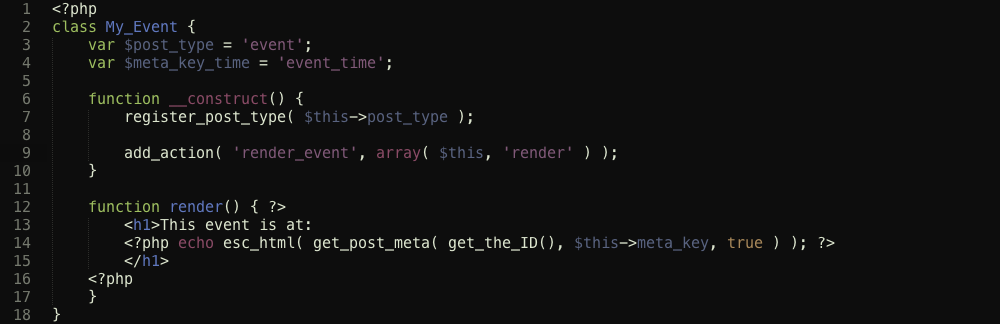 1 <?php
2 class My_Event {
3 var $post_type = 'event';
4 var $meta_key_time = 'event_time';
5
6 function __construct() {
7 register_post_type( $this->post_type );
8
9 add_action( 'render_event', array( $this, 'render' ) );
10 }
11
12 function render() { ?>
13 <h1>This event is at:
14 <?php echo esc_html( get_post_meta( get_the_ID(), $this->meta_key, true ) ); ?>
15 </h1>
16 <?php
17 }
18 }